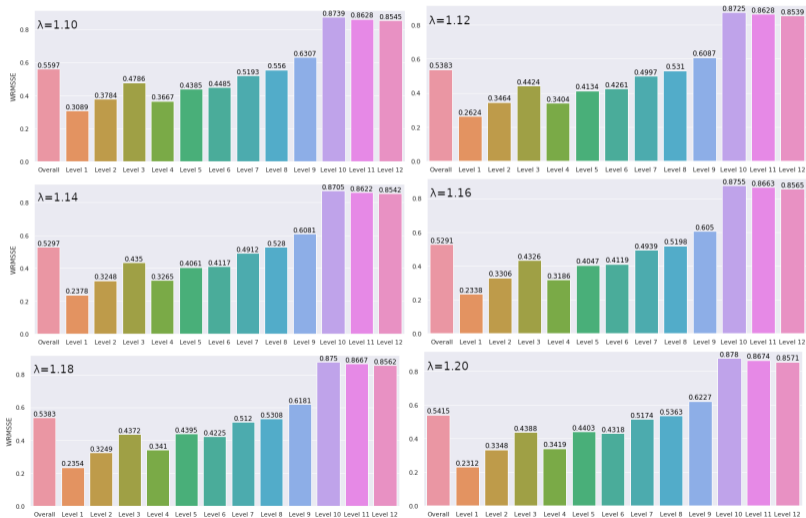 λ=1.10
WRMSSE
0.8
0.6
0.4
0.2
0.0
0.5597 0.3089 0.3784 0.4786 0.3667 0.4385 0.4485 0.5193 0.556 0.6307 0.8739 0.8628 0.8545
Overall Level 1 Level 2 Level 3 Level 4 Level 5 Level 6 Level 7 Level 8 Level 9 Level 10 Level 11 Level 12
λ=1.12
0.8
0.6
0.4
0.2
0.0
0.5383 0.2624 0.3464 0.4424 0.3404 0.4134 0.4261 0.4997 0.531 0.6087 0.8725 0.8628 0.8539
Overall Level 1 Level 2 Level 3 Level 4 Level 5 Level 6 Level 7 Level 8 Level 9 Level 10 Level 11 Level 12
λ=1.14
WRMSSE
0.8
0.6
0.4
0.2
0.0
0.5297 0.2378 0.3248 0.435 0.3265 0.4061 0.4117 0.4912 0.528 0.6081 0.8705 0.8622 0.8542
Overall Level 1 Level 2 Level 3 Level 4 Level 5 Level 6 Level 7 Level 8 Level 9 Level 10 Level 11 Level 12
λ=1.16
0.8
0.6
0.4
0.2
0.0
0.5291 0.2338 0.3306 0.4326 0.3186 0.4047 0.4119 0.4939 0.5198 0.605 0.8755 0.8663 0.8565
Overall Level 1 Level 2 Level 3 Level 4 Level 5 Level 6 Level 7 Level 8 Level 9 Level 10 Level 11 Level 12
λ=1.18
WRMSSE
0.8
0.6
0.4
0.2
0.0
0.5383 0.2354 0.3249 0.4372 0.341 0.4395 0.4225 0.512 0.5308 0.6181 0.875 0.8667 0.8562
Overall Level 1 Level 2 Level 3 Level 4 Level 5 Level 6 Level 7 Level 8 Level 9 Level 10 Level 11 Level 12
λ=1.20
0.8
0.6
0.4
0.2
0.0
0.5415 0.2312 0.3348 0.4388 0.3419 0.4403 0.4318 0.5174 0.5363 0.6227 0.878 0.8674 0.8571
Overall Level 1 Level 2 Level 3 Level 4 Level 5 Level 6 Level 7 Level 8 Level 9 Level 10 Level 11 Level 12